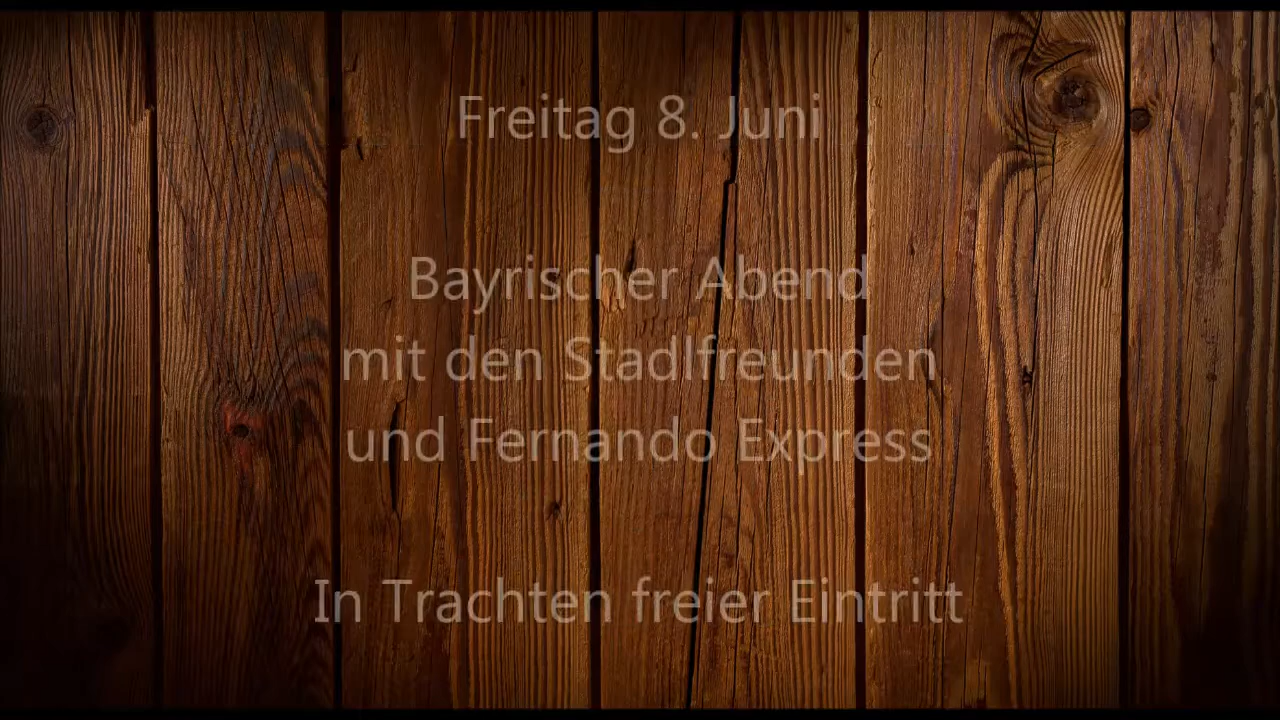 Freitag 8. Juni
Bayrischer Abend
mit den Stadlfreunden
und Fernando Express
In Trachten freier Eintritt